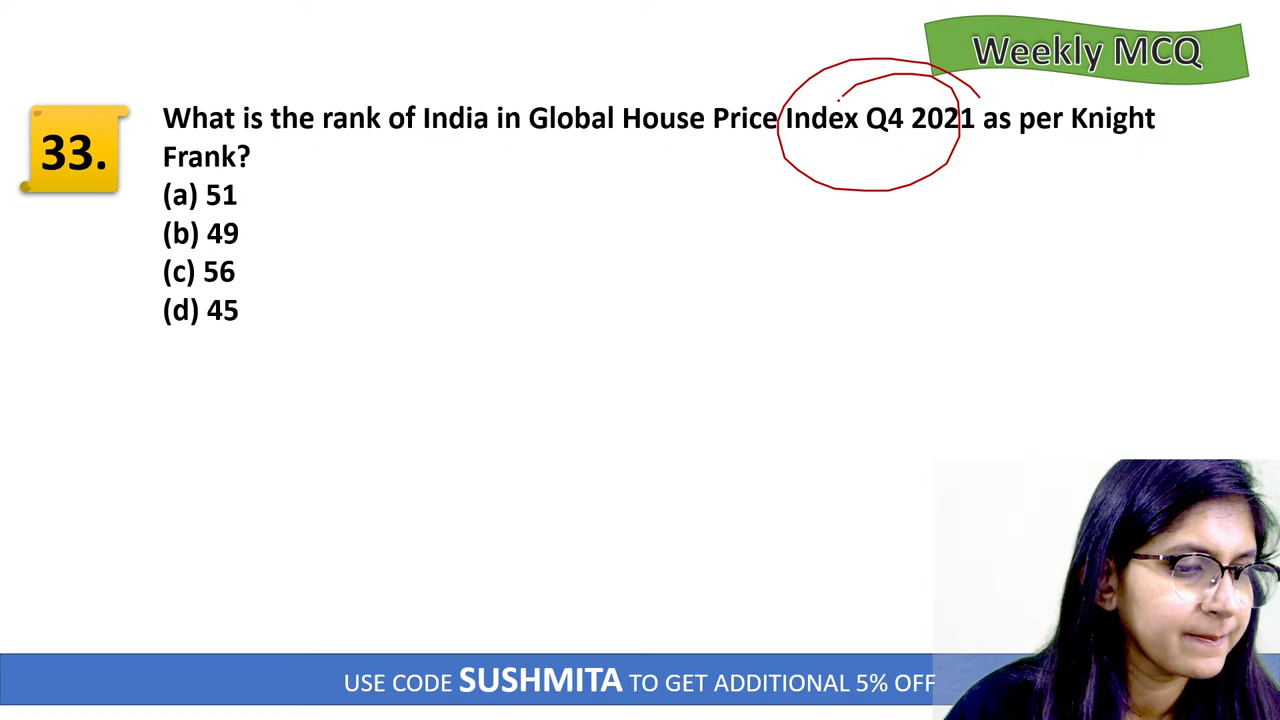 Weekly MCQ
33.
What is the rank of India in Global House Price Index Q4 2021 as per Knight
Frank?
(a) 51
(b) 49
(c) 56
(d) 45
USE CODE SUSHMITA TO GET ADDITIONAL 5% OFF